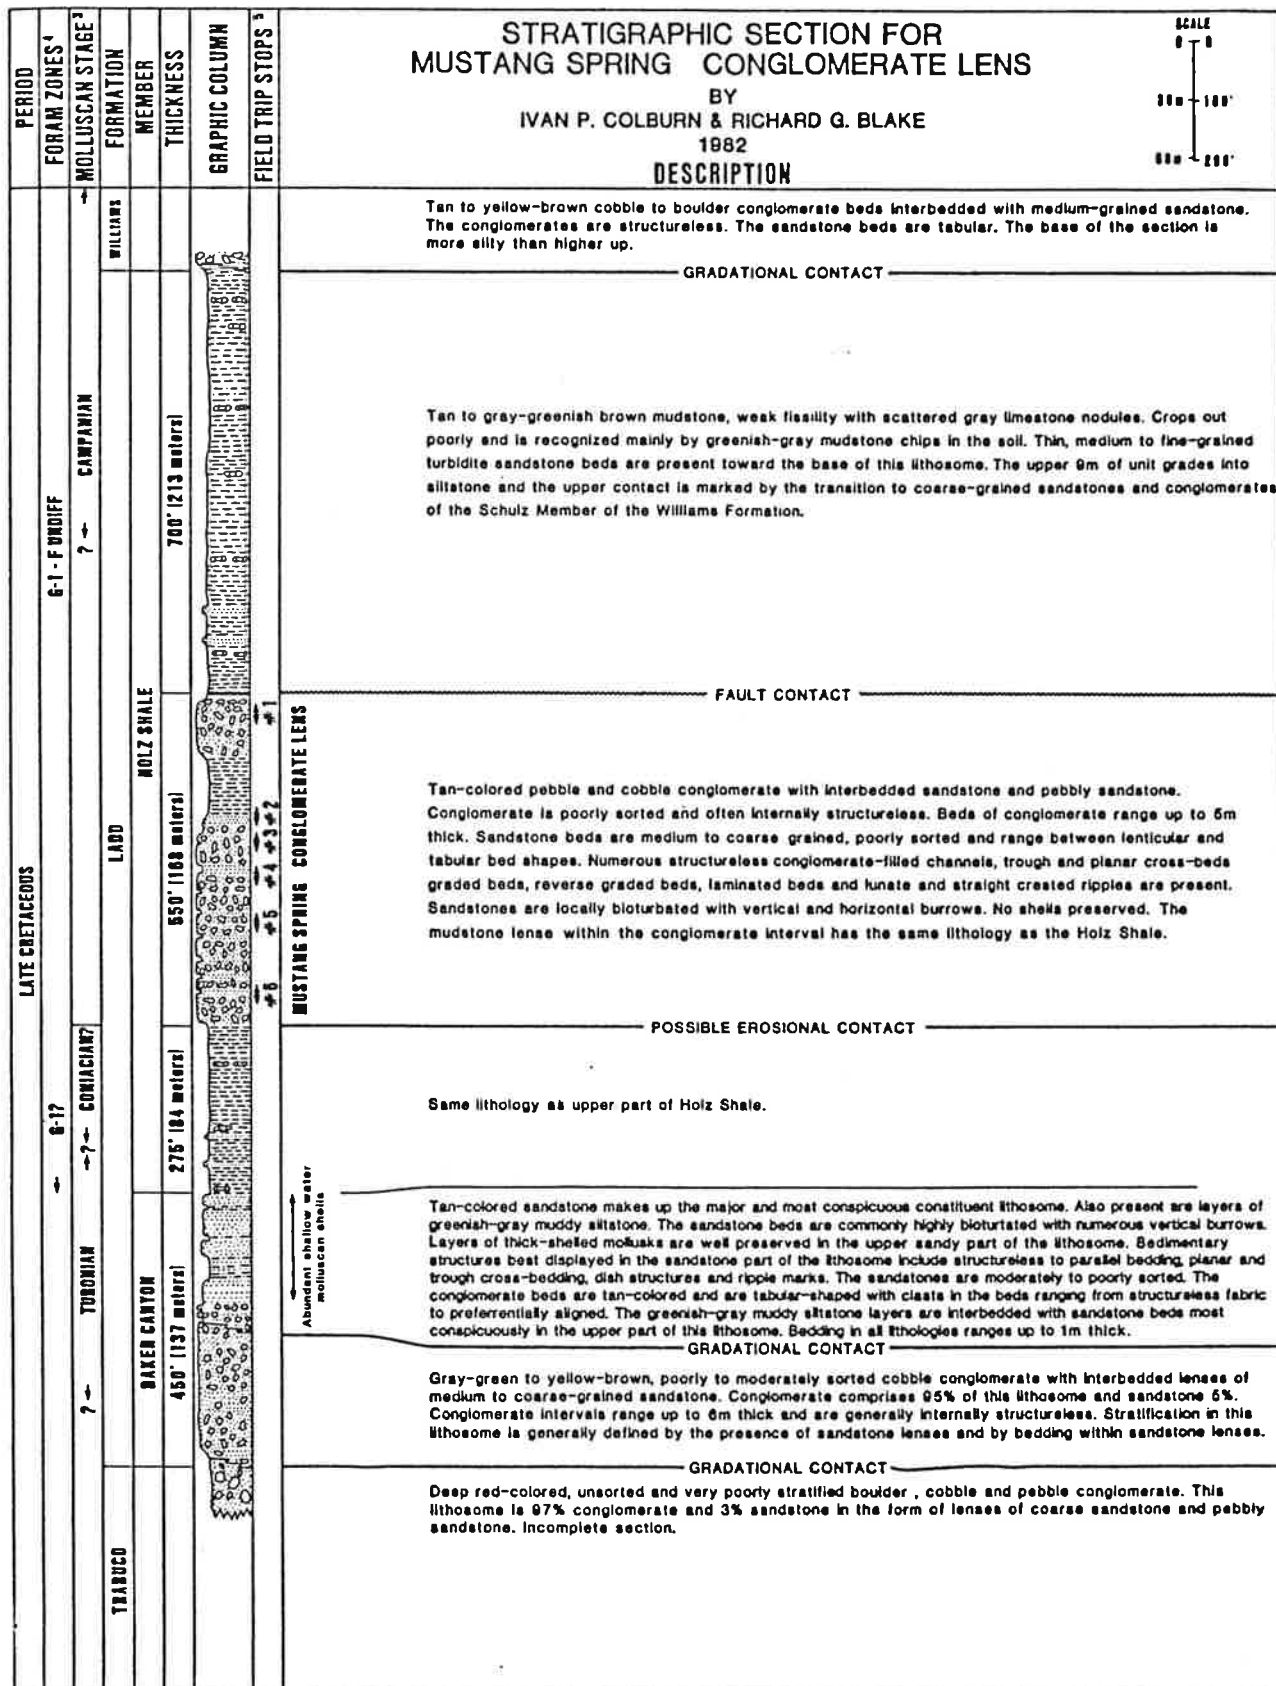 STRATIGRAPHIC SECTION FOR
MUSTANG SPRING CONGLOMERATE LENS
BY
IVAN P. COLBURN & RICHARD G. BLAKE
1982
DESCRIPTION
SCALE
0 0
30m 100'
60m 200'
PERIOD
FORAM ZONES⁴
MOLLUSCAN STAGE³
FORMATION
MEMBER
THICKNESS
GRAPHIC COLUMN
FIELD TRIP STOPS⁵
LATE CRETACEOUS
G-1-F UNDIFF
← G-1?
? ← CAMPANIAN →
→?← CONIACIAN?
?← TURONIAN
WILLIAMS
LADD
TRABUCO
HOLZ SHALE
BAKER CANYON
700' (213 meters)
550' (168 meters)
275' (84 meters)
450' (137 meters)
#1
#2
#3
#4
#5
#6
MUSTANG SPRING CONGLOMERATE LENS
Abundant shallow water
molluscan shells
Tan to yellow-brown cobble to boulder conglomerate beds interbedded with medium-grained sandstone.
The conglomerates are structureless. The sandstone beds are tabular. The base of the section is
more silty than higher up.
GRADATIONAL CONTACT
Tan to gray-greenish brown mudstone, weak fissility with scattered gray limestone nodules. Crops out
poorly and is recognized mainly by greenish-gray mudstone chips in the soil. Thin, medium to fine-grained
turbidite sandstone beds are present toward the base of this lithosome. The upper 9m of unit grades into
siltstone and the upper contact is marked by the transition to coarse-grained sandstones and conglomerates
of the Schulz Member of the Williams Formation.
FAULT CONTACT
Tan-colored pebble and cobble conglomerate with interbedded sandstone and pebbly sandstone.
Conglomerate is poorly sorted and often internally structureless. Beds of conglomerate range up to 5m
thick. Sandstone beds are medium to coarse grained, poorly sorted and range between lenticular and
tabular bed shapes. Numerous structureless conglomerate-filled channels, trough and planar cross-beds
graded beds, reverse graded beds, laminated beds and lunate and straight crested ripples are present.
Sandstones are locally bioturbated with vertical and horizontal burrows. No shells preserved. The
mudstone lense within the conglomerate interval has the same lithology as the Holz Shale.
POSSIBLE EROSIONAL CONTACT
Same lithology as upper part of Holz Shale.
Tan-colored sandstone makes up the major and most conspicuous constituent lithosome. Also present are layers of
greenish-gray muddy siltstone. The sandstone beds are commonly highly bioturtated with numerous vertical burrows.
Layers of thick-shelled mollusks are well preserved in the upper sandy part of the lithosome. Sedimentary
structures best displayed in the sandstone part of the lithosome include structureless to parallel bedding, planar and
trough cross-bedding, dish structures and ripple marks. The sandstones are moderately to poorly sorted. The
conglomerate beds are tan-colored and are tabular-shaped with clasts in the beds ranging from structureless fabric
to preferrentially aligned. The greenish-gray muddy siltstone layers are interbedded with sandstone beds most
conspicuously in the upper part of this lithosome. Bedding in all lithologies ranges up to 1m thick.
GRADATIONAL CONTACT
Gray-green to yellow-brown, poorly to moderately sorted cobble conglomerate with interbedded lenses of
medium to coarse-grained sandstone. Conglomerate comprises 95% of this lithosome and sandstone 5%.
Conglomerate intervals range up to 6m thick and are generally internally structureless. Stratification in this
lithosome is generally defined by the presence of sandstone lenses and by bedding within sandstone lenses.
GRADATIONAL CONTACT
Deep red-colored, unsorted and very poorly stratified boulder , cobble and pebble conglomerate. This
lithosome is 97% conglomerate and 3% sandstone in the form of lenses of coarse sandstone and pebbly
sandstone. Incomplete section.